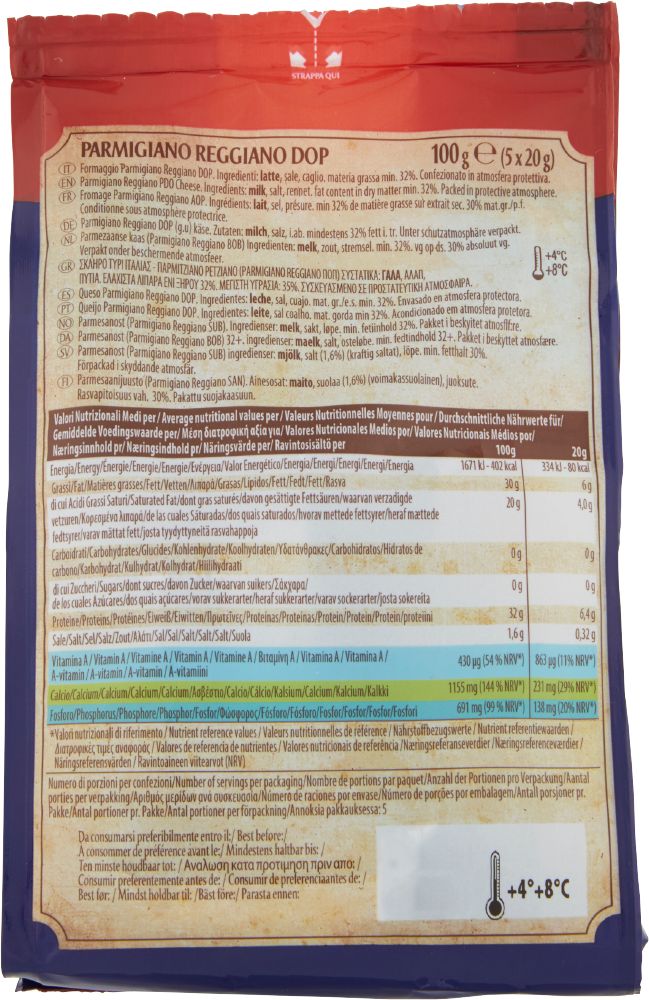 STRAPPA QUI
PARMIGIANO REGGIANO DOP 100 g e (5 x 20 g)
IT Formaggio Parmigiano Reggiano DOP. Ingredienti: latte, sale, caglio. materia grassa min. 32%. Confezionato in atmosfera protettiva.
EN Parmigiano Reggiano PDO Cheese. Ingredients: milk, salt, rennet. fat content in dry matter min. 32%. Packed in protective atmosphere.
FR Fromage Parmigiano Reggiano AOP. Ingrédients: lait, sel, présure. min 32% de matière grasse sur extrait sec. 30% mat.gr./p.f.
Conditionne sous atmosphère protectrice.
DE Parmigiano Reggiano DOP (g.u) käse. Zutaten: milch, salz, lab. mindestens 32% fett i. tr. Unter schutzatmosphäre verpackt.
NL Parmezaanse kaas (Parmigiano Reggiano BOB) Ingredienten: melk, zout, stremsel. min. 32%. vg op ds. 30% absoluut vg.
Verpakt onder beschermende atmosfeer.
+4°C
+8°C
GR ΣΚΛΗΡΟ ΤΥΡΙ ΙΤΑΛΙΑΣ - ΠΑΡΜΙΤΖΙΑΝΟ ΡΕΤΖΙΑΝΟ (PARMIGIANO REGGIANO ΠΟΠ) ΣΥΣΤΑΤΙΚΑ: ΓΑΛΑ, ΑΛΑΠ,
ΠΥΤΙΑ. ΕΛΑΧΙΣΤΑ ΛΙΠΑΡΑ ΕΝ ΞΗΡΟΥ 32%. ΜΕΓΙΣΤΗ ΥΓΡΑΣΙΑ: 35%. ΣΥΣΚΕΥΑΣΜΕΝΟ ΣΕ ΠΡΟΣΤΑΤΕΥΤΙΚΗ ΑΤΜΟΣΦΑΙΡΑ.
ES Queso Parmigiano Reggiano DOP. Ingredientes: leche, sal, cuajo. mat. gr./e.s. min. 32%. Envasado en atmosfera protectora.
PT Queijo Parmigiano Reggiano DOP. Ingredientes: leite, sal coalho. mat. gorda min 32%. Acondicionado em atmosfera protetora.
NO Parmesanost (Parmigiano Reggiano SUB). Ingredienser: melk, sakt, løpe. min. fetiinhold 32%. Pakket i beskyitet atnosflfre.
DA Parmesanost (Parmigiano Reggiano BOB) 32+. ingredienser: maelk, salt, osteløbe. min. fedtindhold 32+. Pakket i beskyttet atmosfære.
SV Parmesanost (Parmigiano Reggiano SUB) ingredienser: mjölk, salt (1,6%) (kraftig saltat), löpe. min. fetthalt 30%.
Förpackad i skyddande atmosfär.
FI Parmesaanijuusto (Parmigiano Reggiano SAN). Ainesosat: maito, suolaa (1,6%) (voimakassuolainen), juoksute.
Rasvapitoisuus vah. 30%. Pakattu suojakaasuun.
Valori Nutrizionali Medi per/Average nutritional values per/Valeurs Nutritionnelles Moyennes pour/Durchschnittliche Nährwerte für/
Gemiddelde Voedingswaarde per/Μέση διατροφική αξία για/Valores Nutricionales Medios por/Valores Nutricionais Médios por/
Næringsinnhold pr/Næringsindhold pr/Näringsvärde per/Ravintosisältö per 100g 20g
Energia/Energy/Énergie/Energie/Energie/Ενέργεια/Valor Energético/Energia/Energi/Energi/Energi/Energia 1671 kJ - 402 kcal 334 kJ - 80 kcal
Grassi/Fat/Matières grasses/Fett/Vetten/Λιπαρά/Grasas/Lipidos/Fett/Fedt/Fett/Rasva 30 g 6 g
di cui Acidi Grassi Saturi/Saturated Fat/dont gras saturés/davon gesättigte Fettsäuren/waarvan verzadigde 20 g 4,0 g
vetzuren/Κορεσμένα λιπαρά/de las cuales Saturadas/dos quais saturados/hvorav mettede fettsyrer/heraf mættede
fedtsyrer/varav mättat fett/josta tyydyttyneitä rasvahappoja
Carboidrati/Carbohydrates/Glucides/Kohlenhydrate/Koolhydraten/Υδατάνθρακες/Carbohidratos/Hidratos de 0 g 0 g
carbono/Karbohydrat/Kulhydrat/Kolhydrat/Hiilihydraati
di cui Zuccheri/Sugars/dont sucres/davon Zucker/waarvan suikers/Σάκχαρα/ 0 g 0 g
de los cuales Azúcares/dos quais açúcares/vorav sukkerarter/heraf sukkerarter/varav sockerarter/josta sokereita
Proteine/Proteins/Protéines/Eiweiß/Eiwitten/Πρωτεΐνες/Proteínas/Proteínas/Protein/Protein/Protein/proteiini 32 g 6,4 g
Sale/Salt/Sel/Salz/Zout/Αλάτι/Sal/Sal/Salt/Salt/Salt/Suola 1,6 g 0,32 g
Vitamina A / Vitamin A / Vitamine A / Vitamin A / Vitamine A / Βιταμίνη A / Vitamina A / Vitamina A / 430 µg (54 % NRV*) 863 µg (11% NRV*)
A-vitamin / A-vitamin / A-vitamin / A-vitamiini
Calcio/Calcium/Calcium/Calcium/Calcium/Ασβέστιο/Calcio/Cálcio/Kalsium/Calcium/Kalcium/Kalkki 1155 mg (144 % NRV*) 231 mg (29% NRV*)
Fosforo/Phosphorus/Phosphore/Phosphor/Fosfor/Φώσφορος/Fósforo/Fósforo/Fosfor/Fosfor/Fosfor/Fosfori 691 mg (99 % NRV*) 138 mg (20% NRV*)
*Valori nutrizionali di riferimento / Nutrient reference values / Valeurs nutritionnelles de référence / Nährstoffbezugswerte / Nutrient referentiewaarden /
Διατροφικές τιμές αναφοράς / Valores de referencia de nutrientes / Valores nutricionais de referência / Næringsreferanseverdier / Næringsreferenceværdier /
Näringsreferensvärden / Ravintoaineen viitearvot (NRV)
Numero di porzioni per confezioni/Number of servings per packaging/Nombre de portions par paquet/Anzahl der Portionen pro Verpackung/Aantal
porties per verpakking/Αριθμός μερίδων ανά συσκευασία/Número de raciones por envase/Número de porções por embalagem/Antall porsjoner pr.
Pakke/Antal portioner pr. Pakke/Antal portioner per förpackning/Annoksia pakkauksessa: 5
Da consumarsi preferibilmente entro il:/ Best before:/
À consommer de préférence avant le:/ Mindestens haltbar bis: /
Ten minste houdbaar tot: / Αναλωση κατα προτιμηση πριν απο: /
Consumir preferentemente antes de: / Consumir de preferenciaantes de: /
Best før: / Mindst holdbar til: /Bäst före:/ Parasta ennen:
+4°+8°C